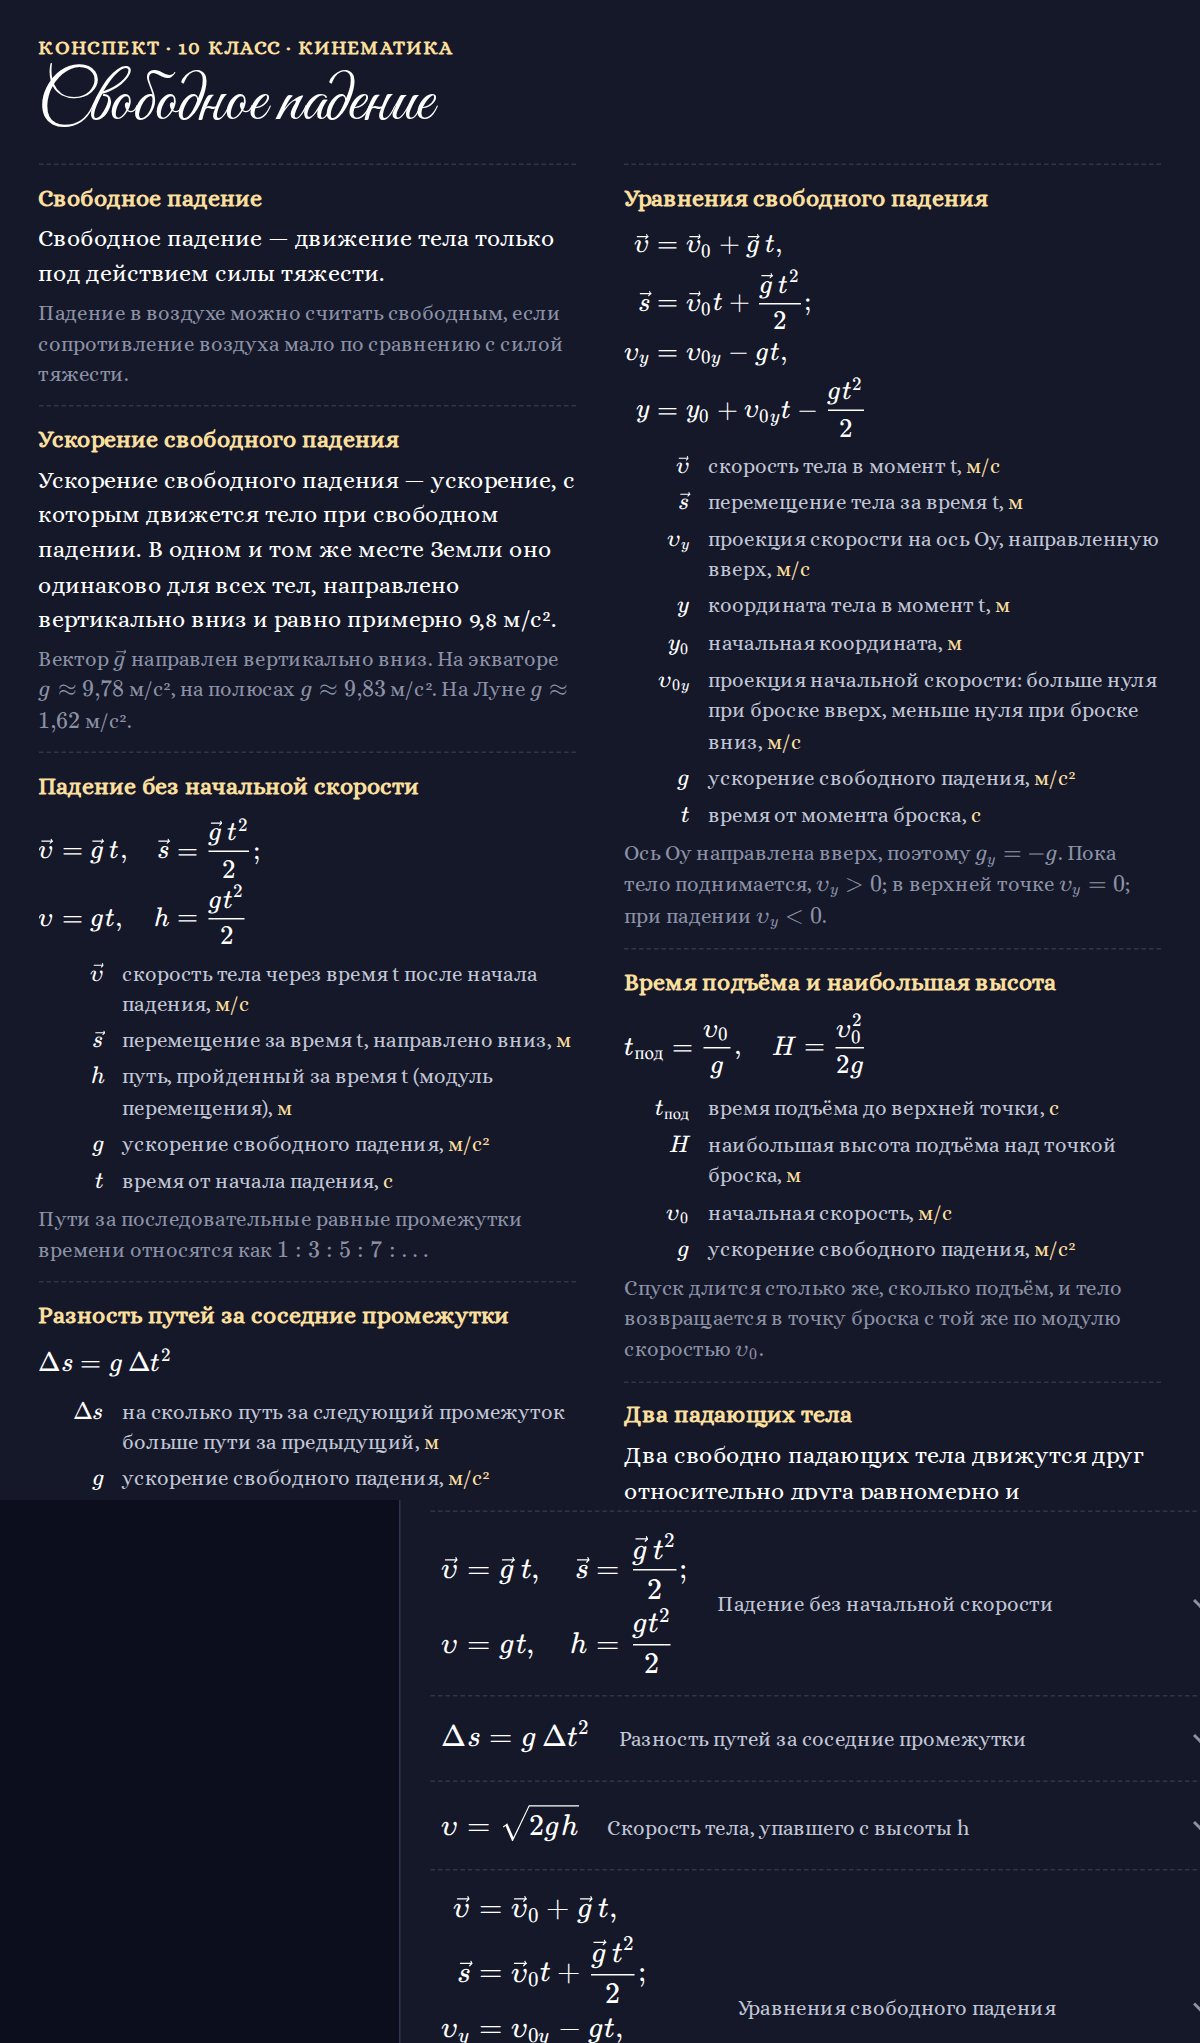 КОНСПЕКТ · 10 КЛАСС · КИНЕМАТИКА
Свободное падение
Свободное падение
Свободное падение — движение тела только
под действием силы тяжести.
Падение в воздухе можно считать свободным, если
сопротивление воздуха мало по сравнению с силой
тяжести.
Ускорение свободного падения
Ускорение свободного падения — ускорение, с
которым движется тело при свободном
падении. В одном и том же месте Земли оно
одинаково для всех тел, направлено
вертикально вниз и равно примерно 9,8 м/с².
Вектор g⃗ направлен вертикально вниз. На экваторе
g ≈ 9,78 м/с², на полюсах g ≈ 9,83 м/с². На Луне g ≈
1,62 м/с².
Падение без начальной скорости
v⃗ = g⃗ t, s⃗ = g⃗ t²/2;
v = gt, h = gt²/2
v⃗ скорость тела через время t после начала
падения, м/с
s⃗ перемещение за время t, направлено вниз, м
h путь, пройденный за время t (модуль
перемещения), м
g ускорение свободного падения, м/с²
t время от начала падения, с
Пути за последовательные равные промежутки
времени относятся как 1 : 3 : 5 : 7 : …
Разность путей за соседние промежутки
Δs = g Δt²
Δs на сколько путь за следующий промежуток
больше пути за предыдущий, м
g ускорение свободного падения, м/с²
Уравнения свободного падения
v⃗ = v⃗₀ + g⃗ t,
s⃗ = v⃗₀t + g⃗ t²/2;
v_y = v₀y − gt,
y = y₀ + v₀yt − gt²/2
v⃗ скорость тела в момент t, м/с
s⃗ перемещение тела за время t, м
v_y проекция скорости на ось Oy, направленную
вверх, м/с
y координата тела в момент t, м
y₀ начальная координата, м
v₀y проекция начальной скорости: больше нуля
при броске вверх, меньше нуля при броске
вниз, м/с
g ускорение свободного падения, м/с²
t время от момента броска, с
Ось Oy направлена вверх, поэтому g_y = −g. Пока
тело поднимается, v_y > 0; в верхней точке v_y = 0;
при падении v_y < 0.
Время подъёма и наибольшая высота
t_под = v₀/g, H = v₀²/2g
t_под время подъёма до верхней точки, с
H наибольшая высота подъёма над точкой
броска, м
v₀ начальная скорость, м/с
g ускорение свободного падения, м/с²
Спуск длится столько же, сколько подъём, и тело
возвращается в точку броска с той же по модулю
скоростью v₀.
Два падающих тела
Два свободно падающих тела движутся друг
относительно друга равномерно и
v⃗ = g⃗ t, s⃗ = g⃗ t²/2;
v = gt, h = gt²/2
Падение без начальной скорости
Δs = g Δt² Разность путей за соседние промежутки
v = √2gh Скорость тела, упавшего с высоты h
v⃗ = v⃗₀ + g⃗ t,
s⃗ = v⃗₀t + g⃗ t²/2;
Уравнения свободного падения
v_y = v₀y − gt,